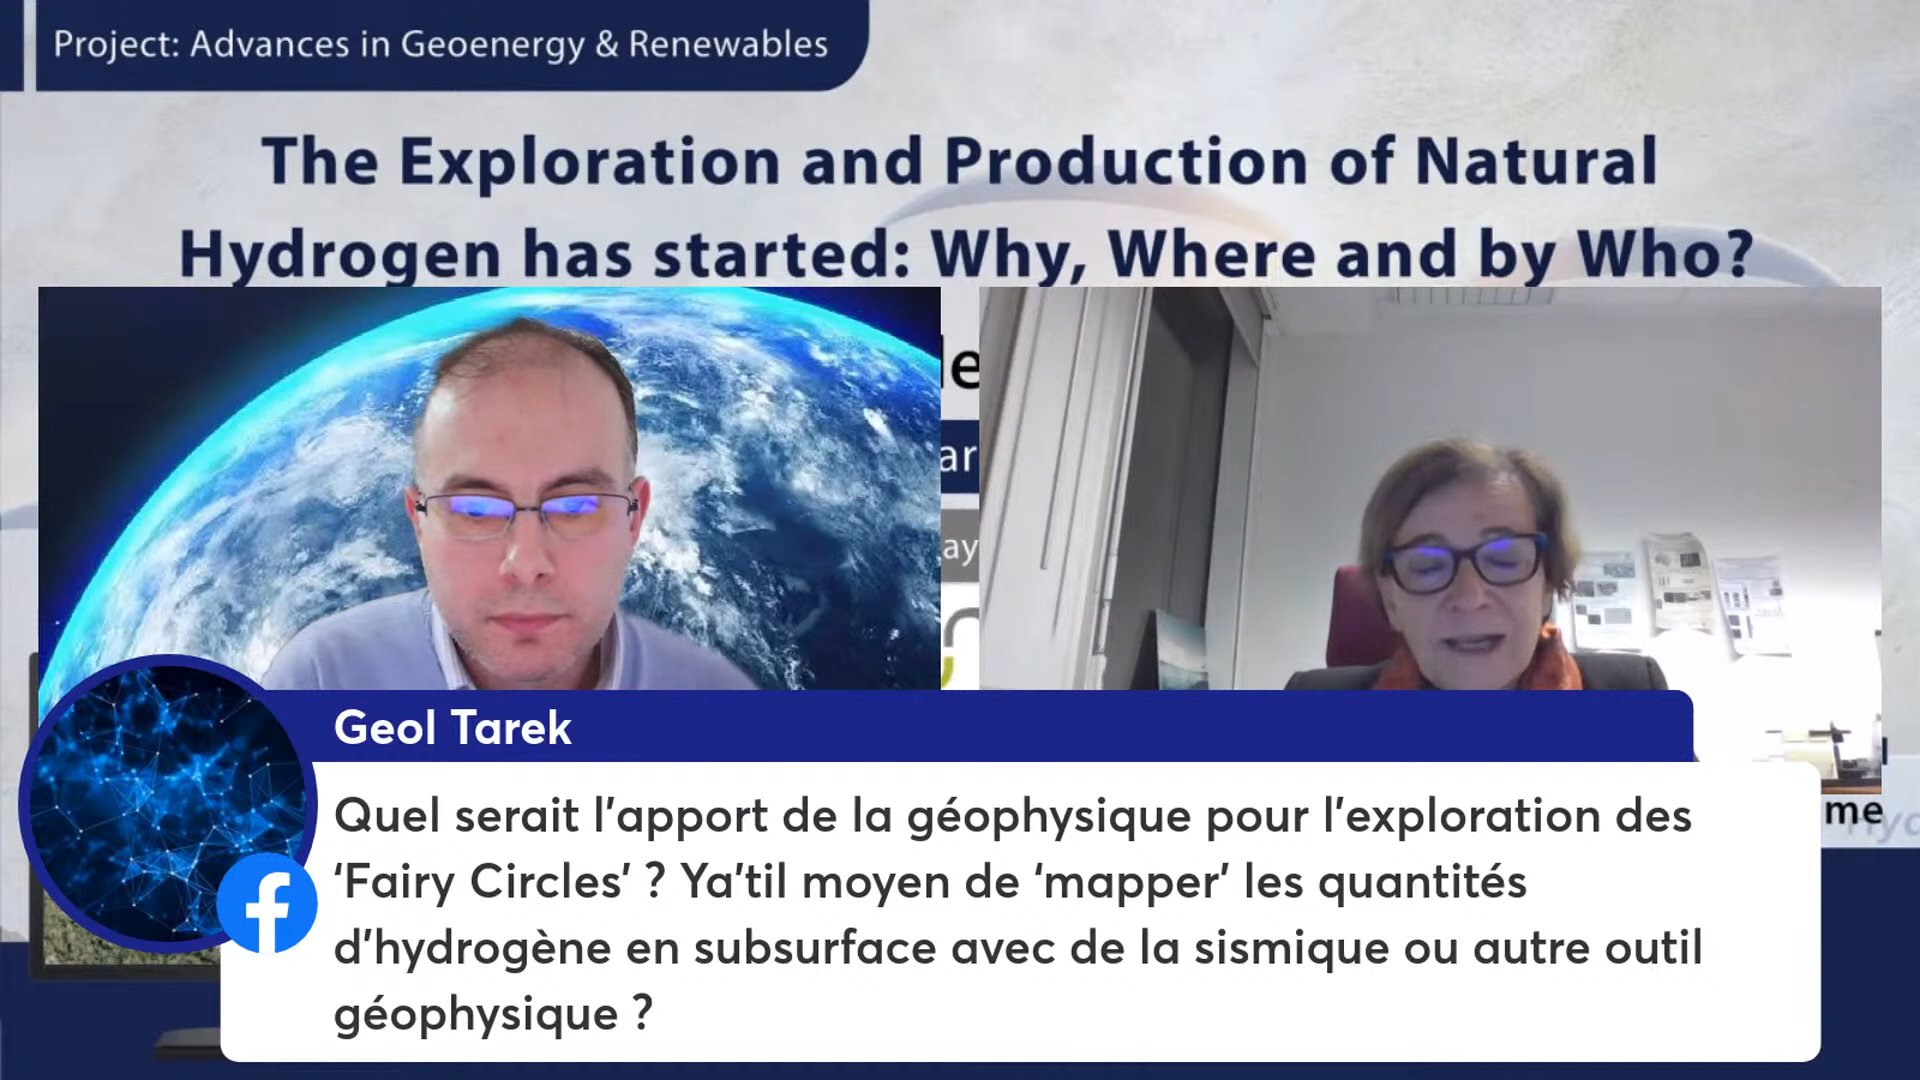 Project: Advances in Geoenergy & Renewables
The Exploration and Production of Natural
Hydrogen has started: Why, Where and by Who?
Geol Tarek
Quel serait l’apport de la géophysique pour l’exploration des
‘Fairy Circles’ ? Ya’til moyen de ‘mapper’ les quantités
d’hydrogène en subsurface avec de la sismique ou autre outil
géophysique ?